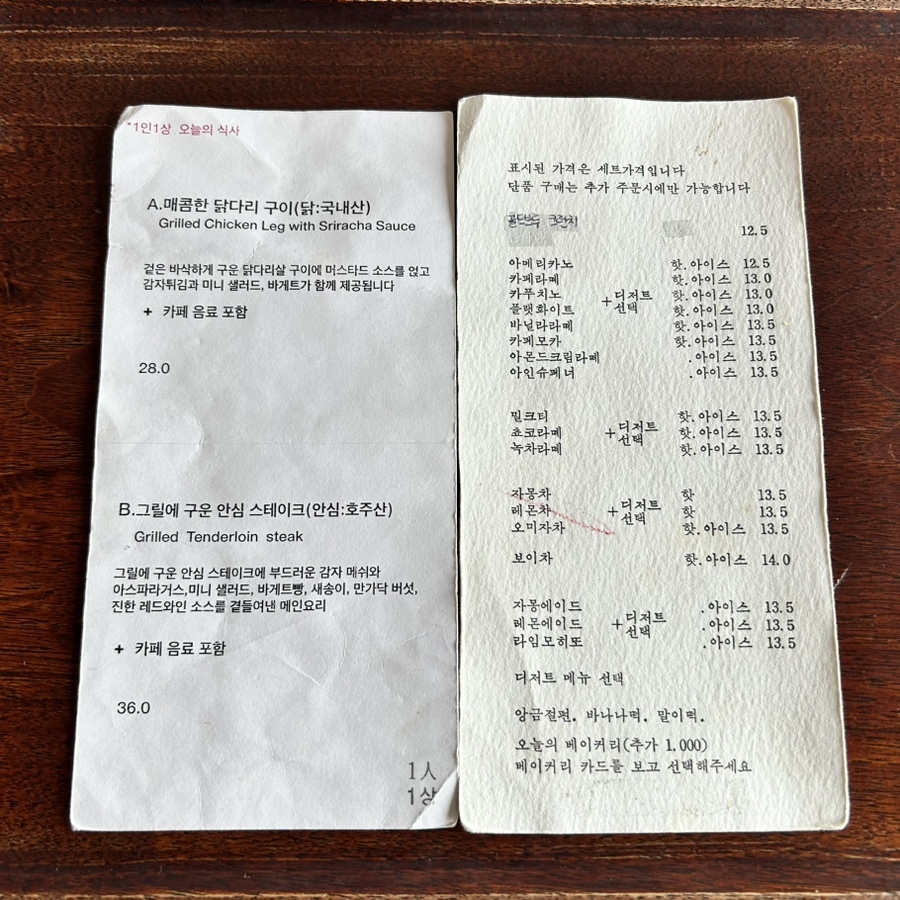 *1인1상 오늘의 식사
A.매콤한 닭다리 구이(닭:국내산)
Grilled Chicken Leg with Sriracha Sauce
겉은 바삭하게 구운 닭다리살 구이에 머스타드 소스를 얹고
감자튀김과 미니 샐러드, 바게트가 함께 제공됩니다
+ 카페 음료 포함
28.0
B.그릴에 구운 안심 스테이크(안심:호주산)
Grilled Tenderloin steak
그릴에 구운 안심 스테이크에 부드러운 감자 메쉬와
아스파라거스,미니 샐러드, 바게트빵, 새송이, 만가닥 버섯,
진한 레드와인 소스를 곁들여낸 메인요리
+ 카페 음료 포함
36.0
1人
1상
표시된 가격은 세트가격입니다
단품 구매는 추가 주문시에만 가능합니다
12.5
아메리카노 핫.아이스 12.5
카페라떼 핫.아이스 13.0
카푸치노 +디저트 선택 핫.아이스 13.0
플랫화이트 핫.아이스 13.0
바닐라라떼 핫.아이스 13.5
카페모카 핫.아이스 13.5
아몬드크림라떼 .아이스 13.5
아인슈페너 .아이스 13.5
밀크티 핫.아이스 13.5
쵸코라떼 +디저트 선택 핫.아이스 13.5
녹차라떼 핫.아이스 13.5
자몽차 핫 13.5
레몬차 +디저트 선택 핫 13.5
오미자차 핫.아이스 13.5
보이차 핫.아이스 14.0
자몽에이드 .아이스 13.5
레몬에이드 +디저트 선택 .아이스 13.5
라임모히또 .아이스 13.5
디저트 메뉴 선택
앙금절편. 바나나떡. 말이떡.
오늘의 베이커리(추가 1.000)
베이커리 카드를 보고 선택해주세요